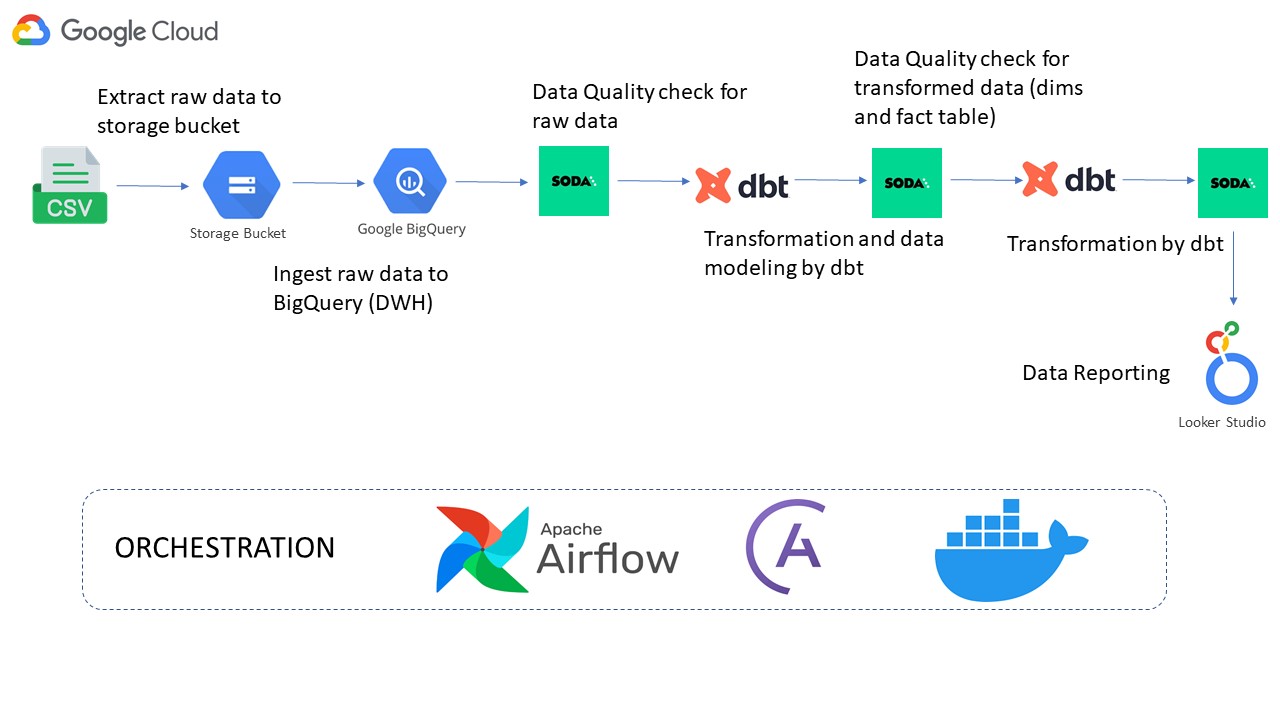 Google Cloud
Extract raw data to
storage bucket
Data Quality check for
raw data
Data Quality check for
transformed data (dims
and fact table)
CSV
SODA
dbt
SODA
dbt
SODA
Storage Bucket
Google BigQuery
Ingest raw data to
BigQuery (DWH)
Transformation and data
modeling by dbt
Transformation by dbt
Data Reporting
Looker Studio
ORCHESTRATION
Apache
Airflow
A